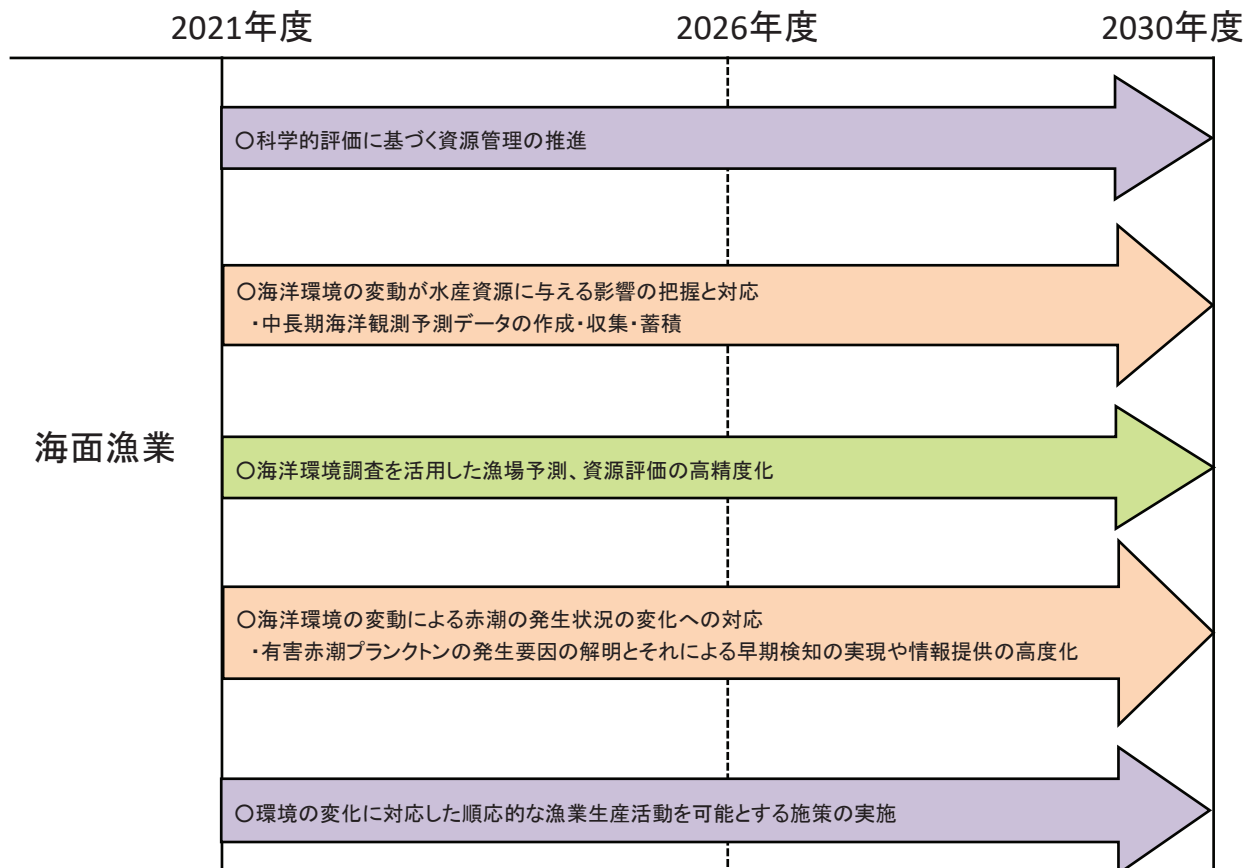 2021年度 2026年度 2030年度
○科学的評価に基づく資源管理の推進
○海洋環境の変動が水産資源に与える影響の把握と対応
・中長期海洋観測予測データの作成・収集・蓄積
海面漁業
○海洋環境調査を活用した漁場予測、資源評価の高精度化
○海洋環境の変動による赤潮の発生状況の変化への対応
・有害赤潮プランクトンの発生要因の解明とそれによる早期検知の実現や情報提供の高度化
○環境の変化に対応した順応的な漁業生産活動を可能とする施策の実施